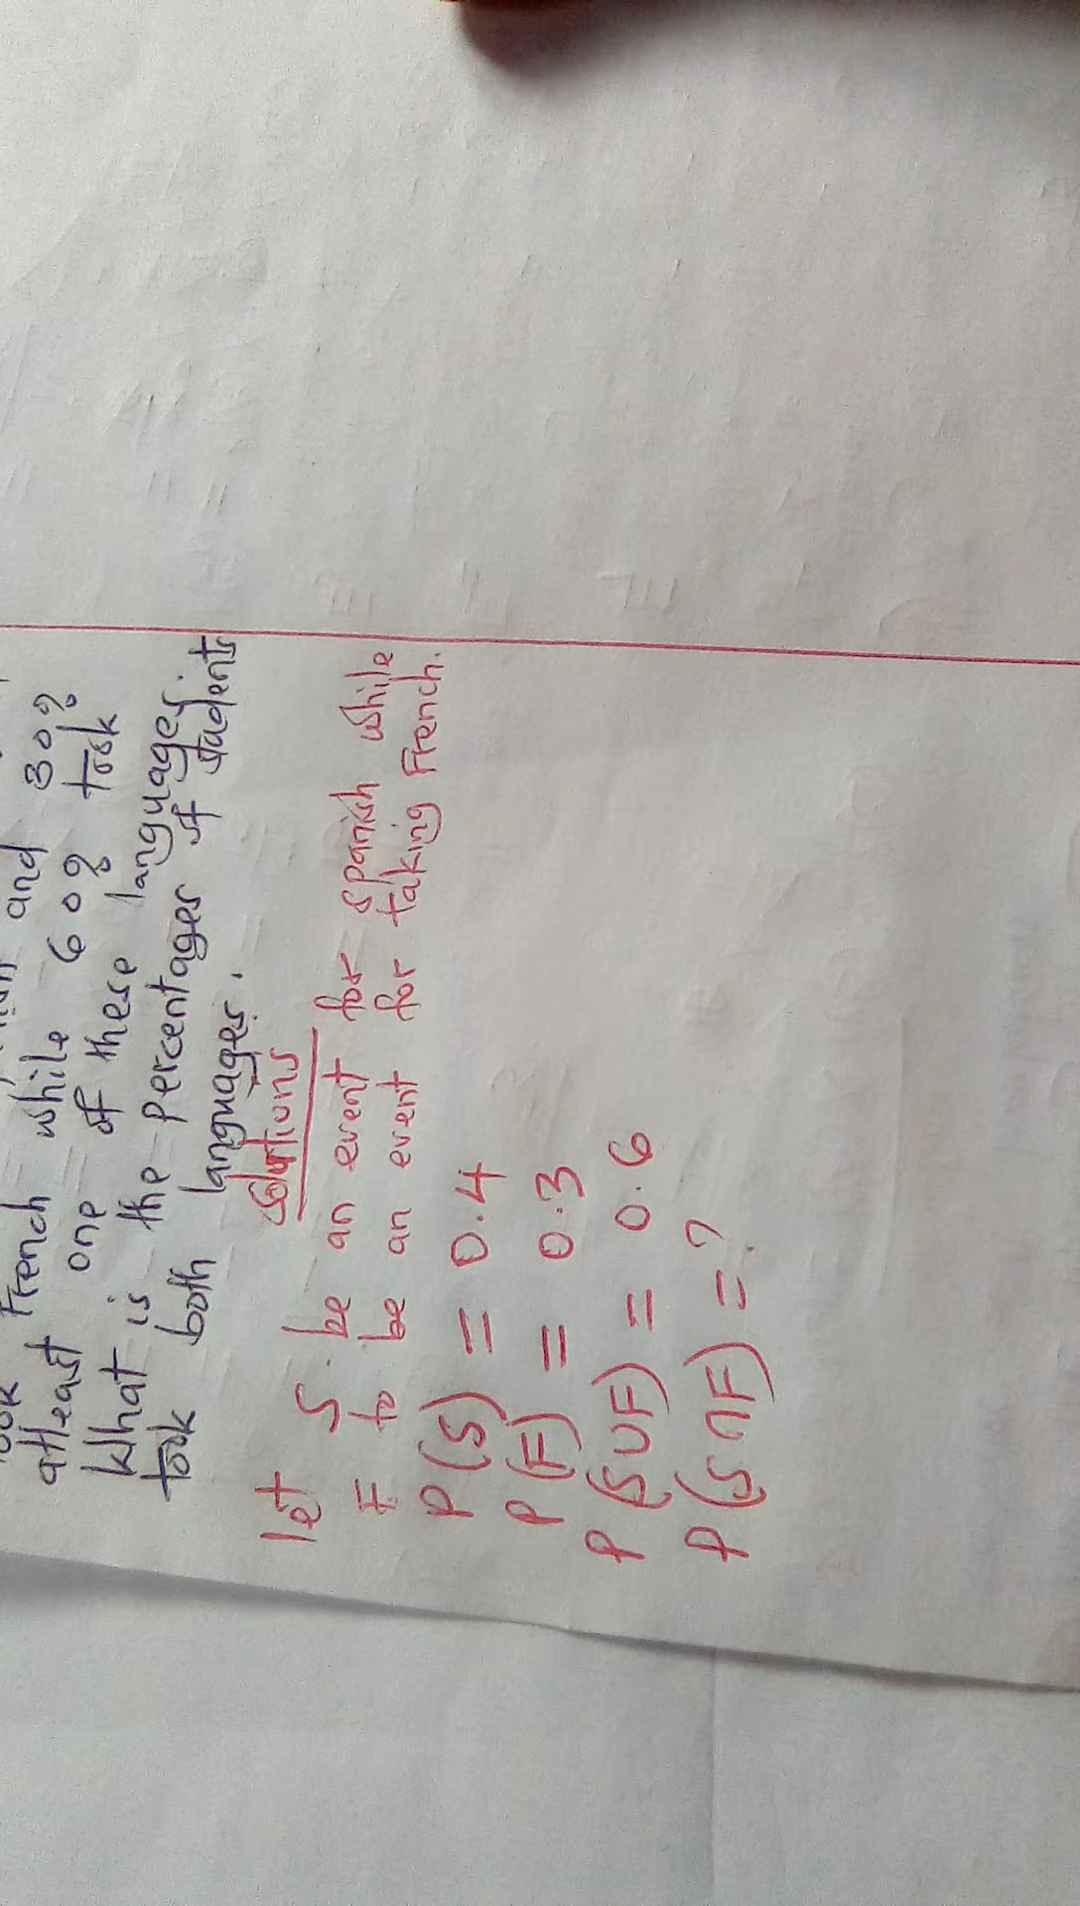 French while and 30%
atleast one of these languages.
60% took
What is the percentages of students
took both languages.
Solutions
let S be an event for spanish while
F to be an event for taking French.
P(S) = 0.4
P(F) = 0.3
P(SUF) = 0.6
P(S∩F) = ?